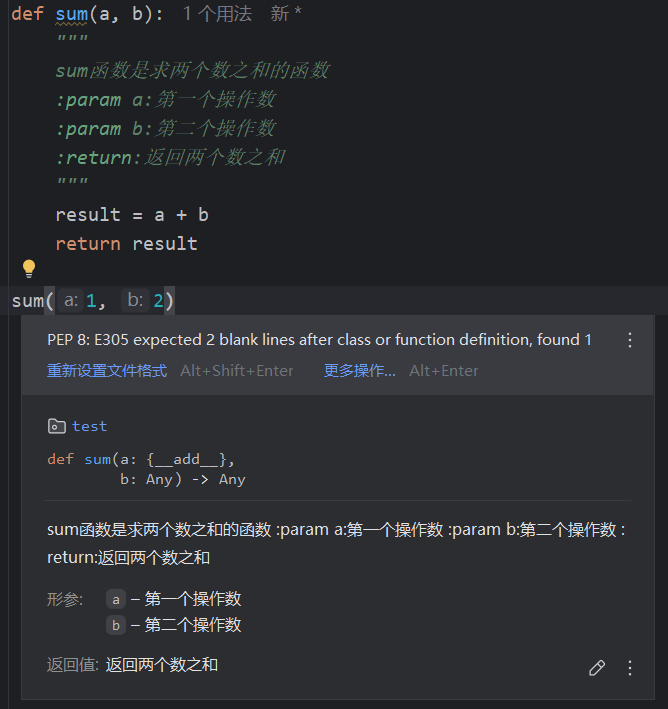 def sum(a, b): 1 个用法 新 *
"""
sum函数是求两个数之和的函数
:param a:第一个操作数
:param b:第二个操作数
:return:返回两个数之和
"""
result = a + b
return result
sum( a: 1, b: 2)
PEP 8: E305 expected 2 blank lines after class or function definition, found 1
重新设置文件格式 Alt+Shift+Enter 更多操作... Alt+Enter
test
def sum(a: {__add__},
b: Any) -> Any
sum函数是求两个数之和的函数 :param a:第一个操作数 :param b:第二个操作数 :
return:返回两个数之和
形参: a – 第一个操作数
b – 第二个操作数
返回值: 返回两个数之和